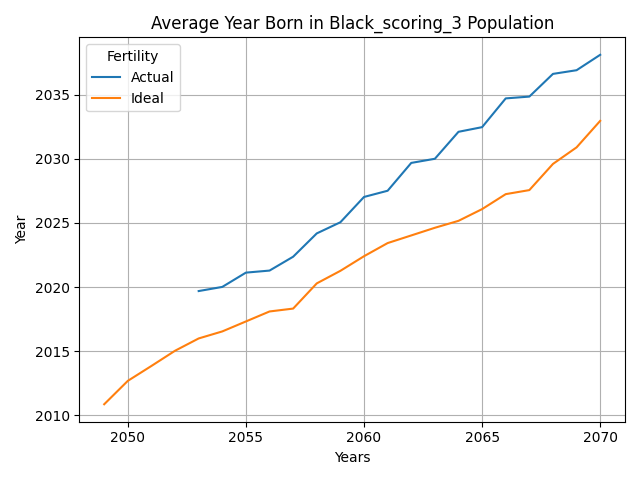 Average Year Born in Black_scoring_3 Population
Fertility
Actual
Ideal
Year
2035
2030
2025
2020
2015
2010
2050 2055 2060 2065 2070
Years